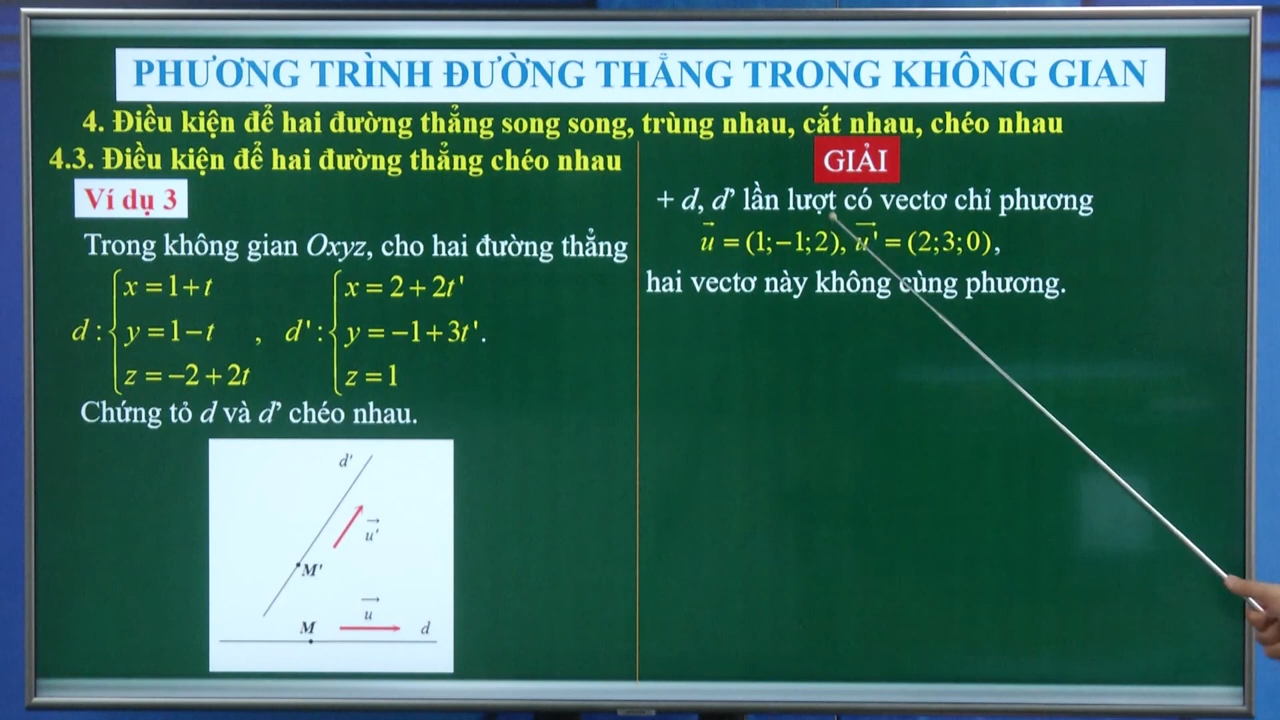 PHƯƠNG TRÌNH ĐƯỜNG THẲNG TRONG KHÔNG GIAN
4. Điều kiện để hai đường thẳng song song, trùng nhau, cắt nhau, chéo nhau
4.3. Điều kiện để hai đường thẳng chéo nhau
Ví dụ 3
Trong không gian Oxyz, cho hai đường thẳng
d : { x = 1 + t
y = 1 − t
z = −2 + 2t
, d' : { x = 2 + 2t'
y = −1 + 3t'.
z = 1
Chứng tỏ d và d’ chéo nhau.
d'
u'
M'
u
M
d
GIẢI
+ d, d’ lần lượt có vectơ chỉ phương
u = (1;−1;2), u' = (2;3;0),
hai vectơ này không cùng phương.